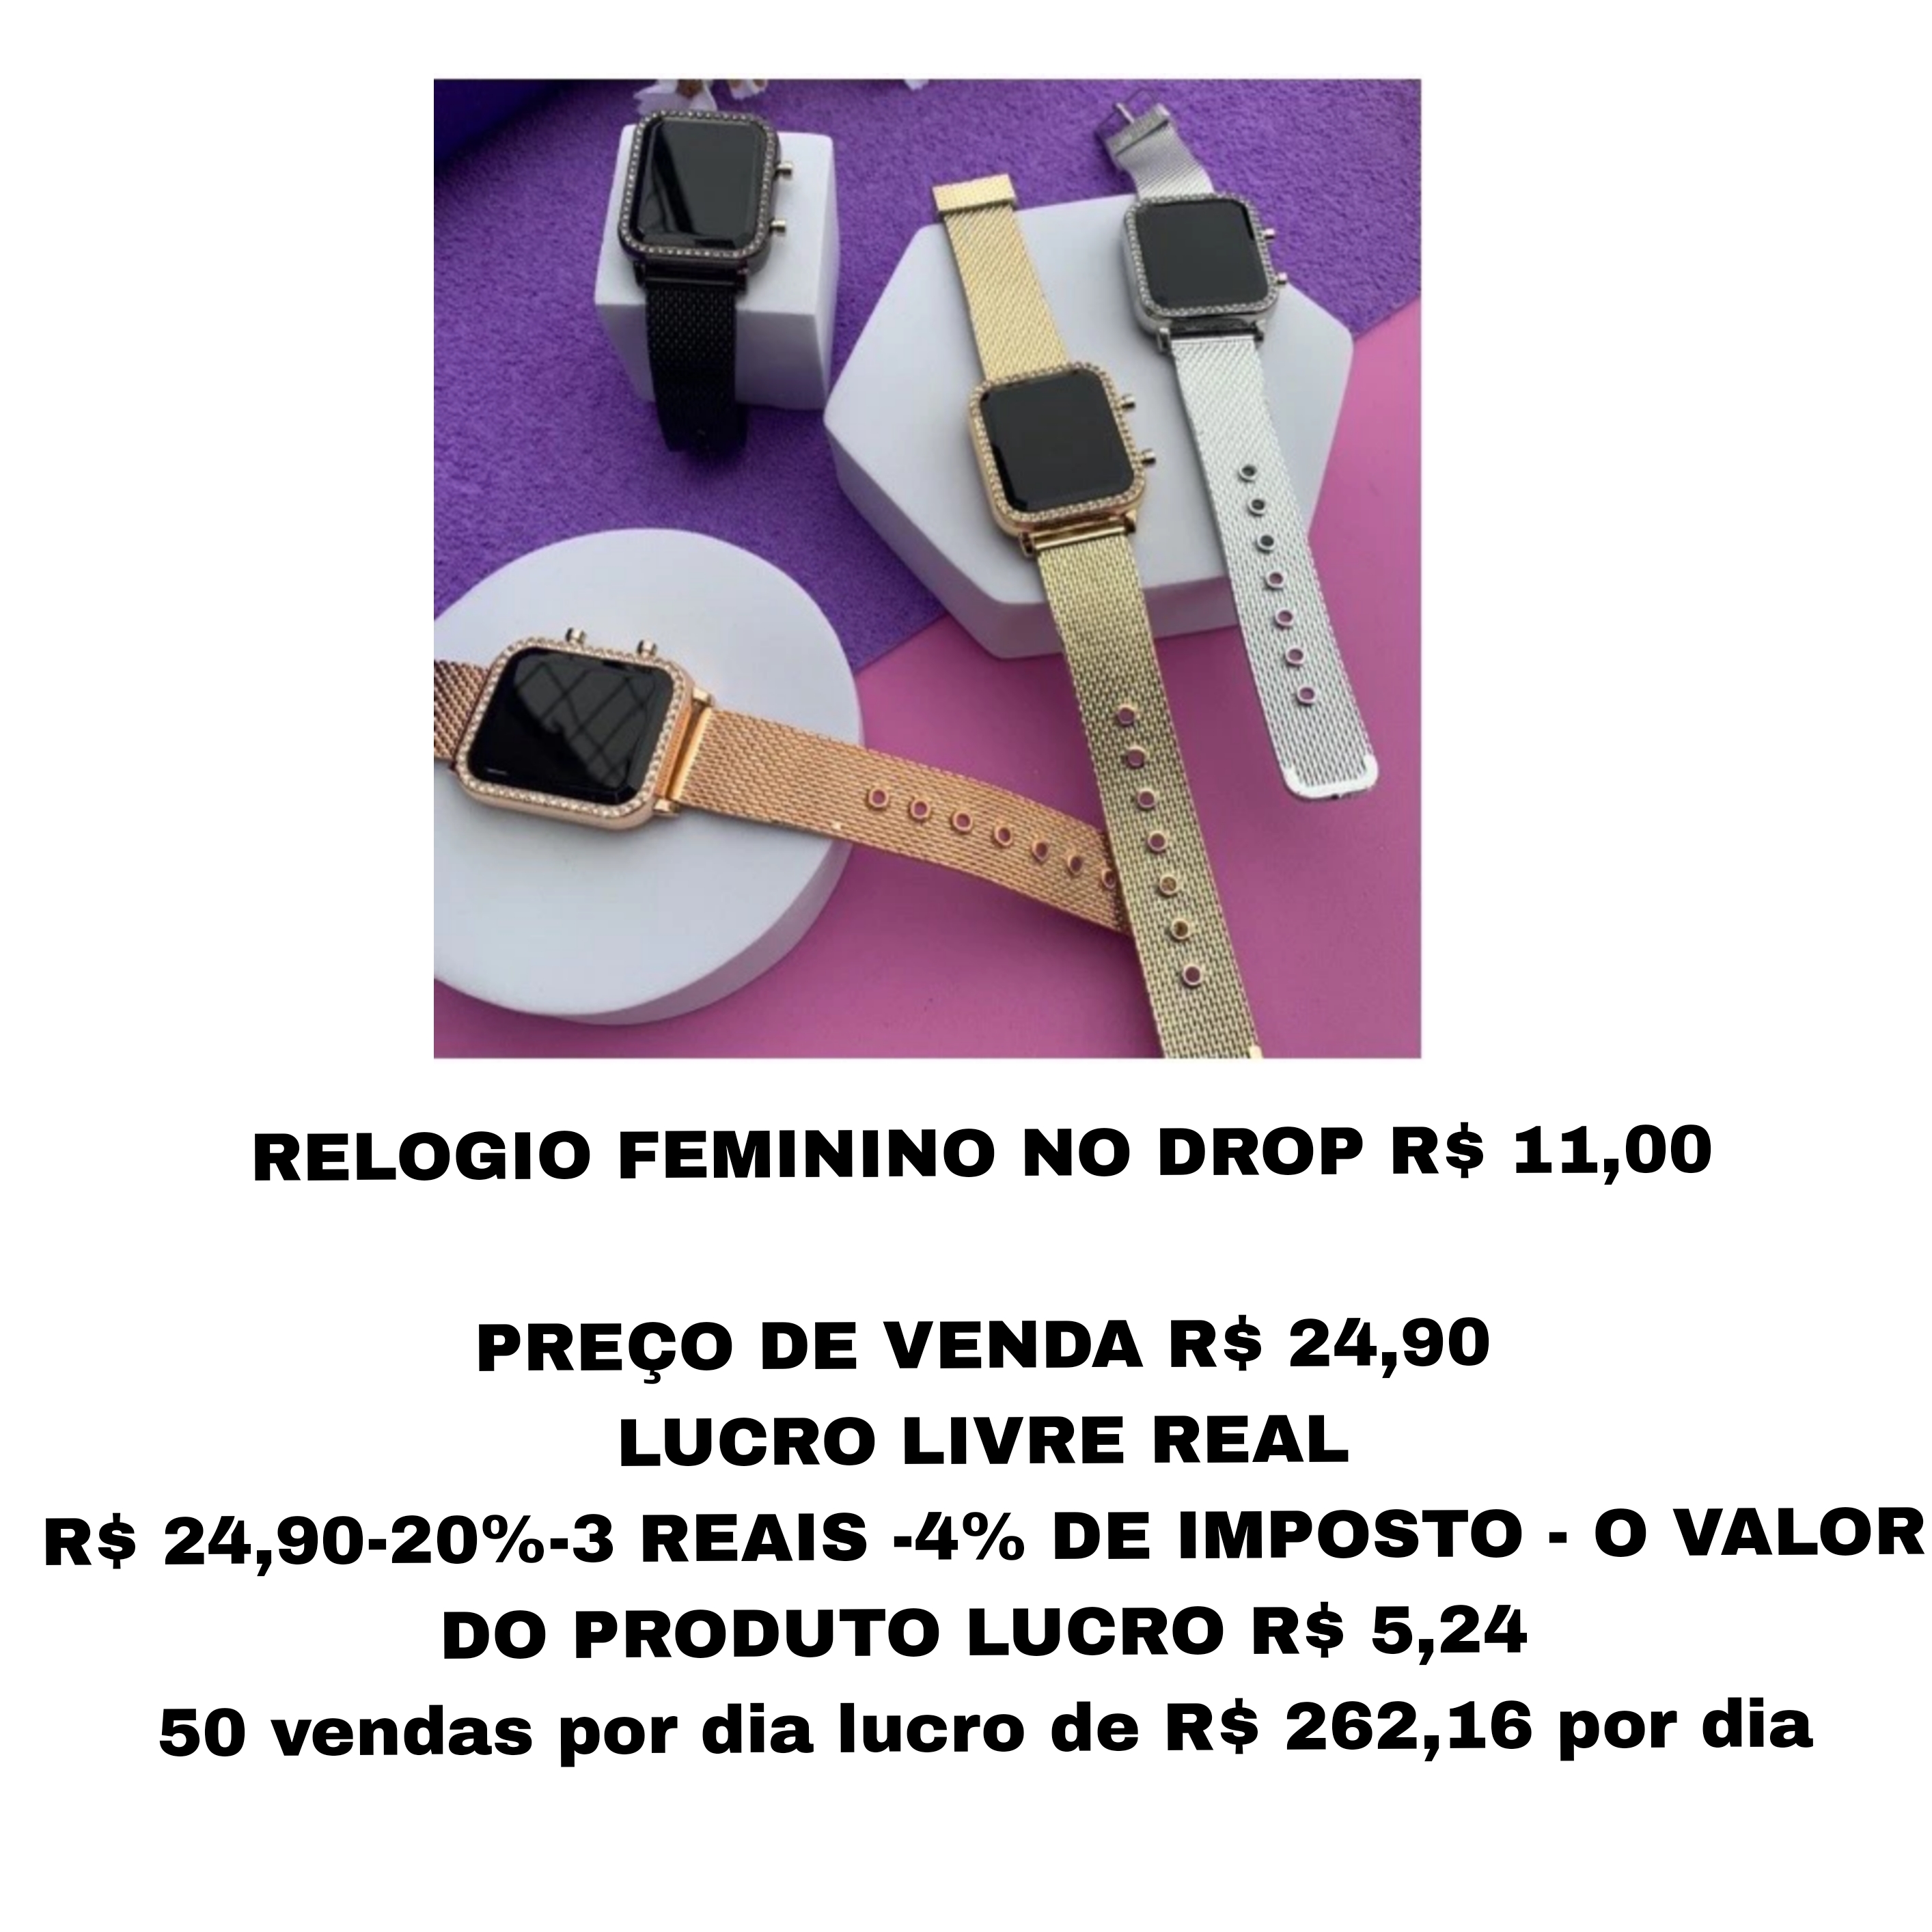 RELOGIO FEMININO NO DROP R$ 11,00
PREÇO DE VENDA R$ 24,90
LUCRO LIVRE REAL
R$ 24,90-20%-3 REAIS -4% DE IMPOSTO - O VALOR
DO PRODUTO LUCRO R$ 5,24
50 vendas por dia lucro de R$ 262,16 por dia